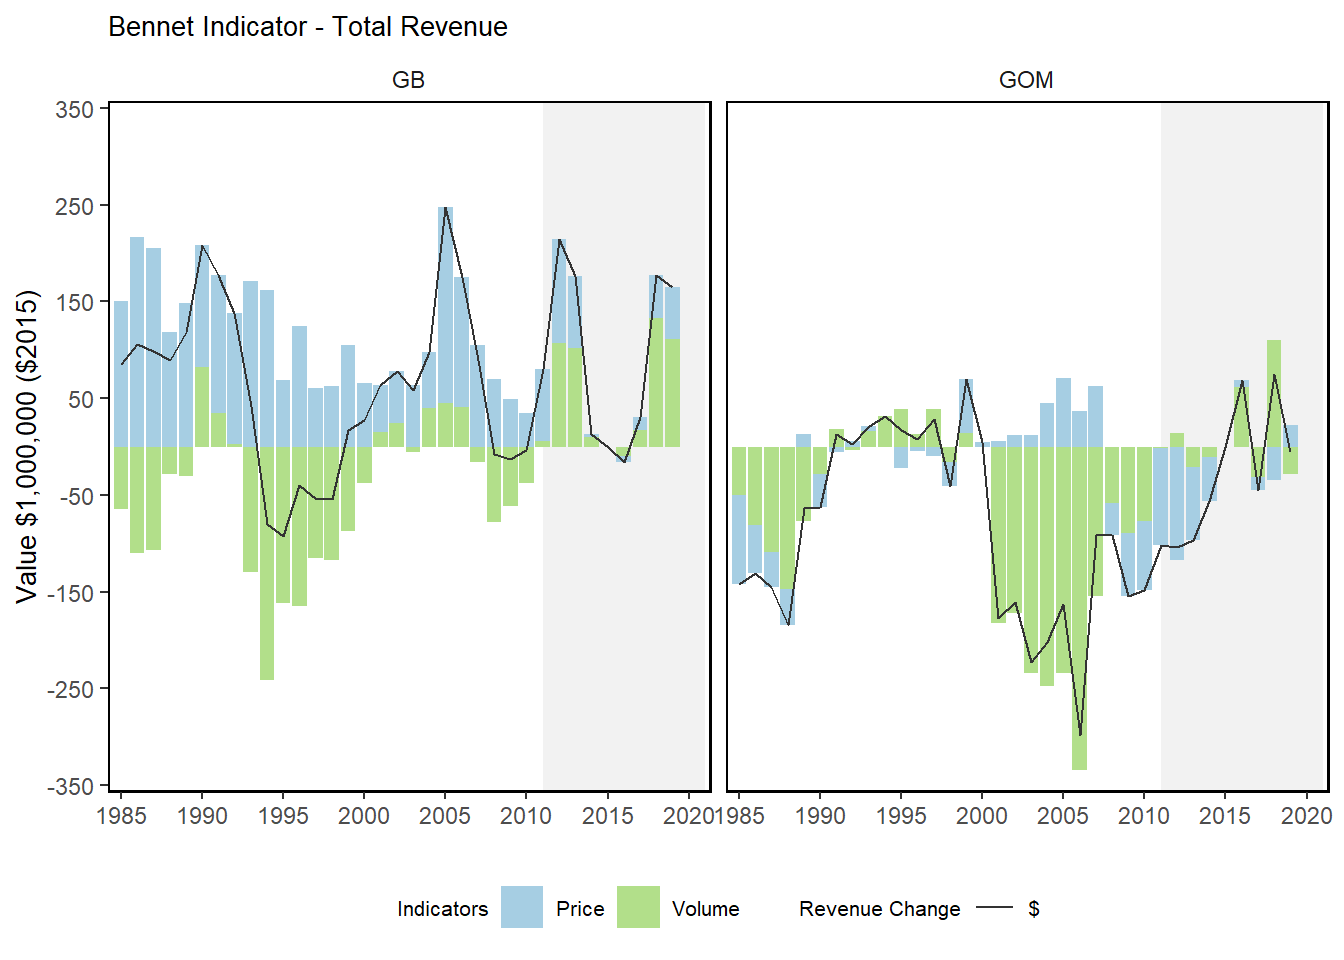 Bennet Indicator - Total Revenue
GB
GOM
Value $1,000,000 ($2015)
350
250
150
50
-50
-150
-250
-350
1985 1990 1995 2000 2005 2010 2015 2020
1985 1990 1995 2000 2005 2010 2015 2020
Indicators Price Volume Revenue Change $